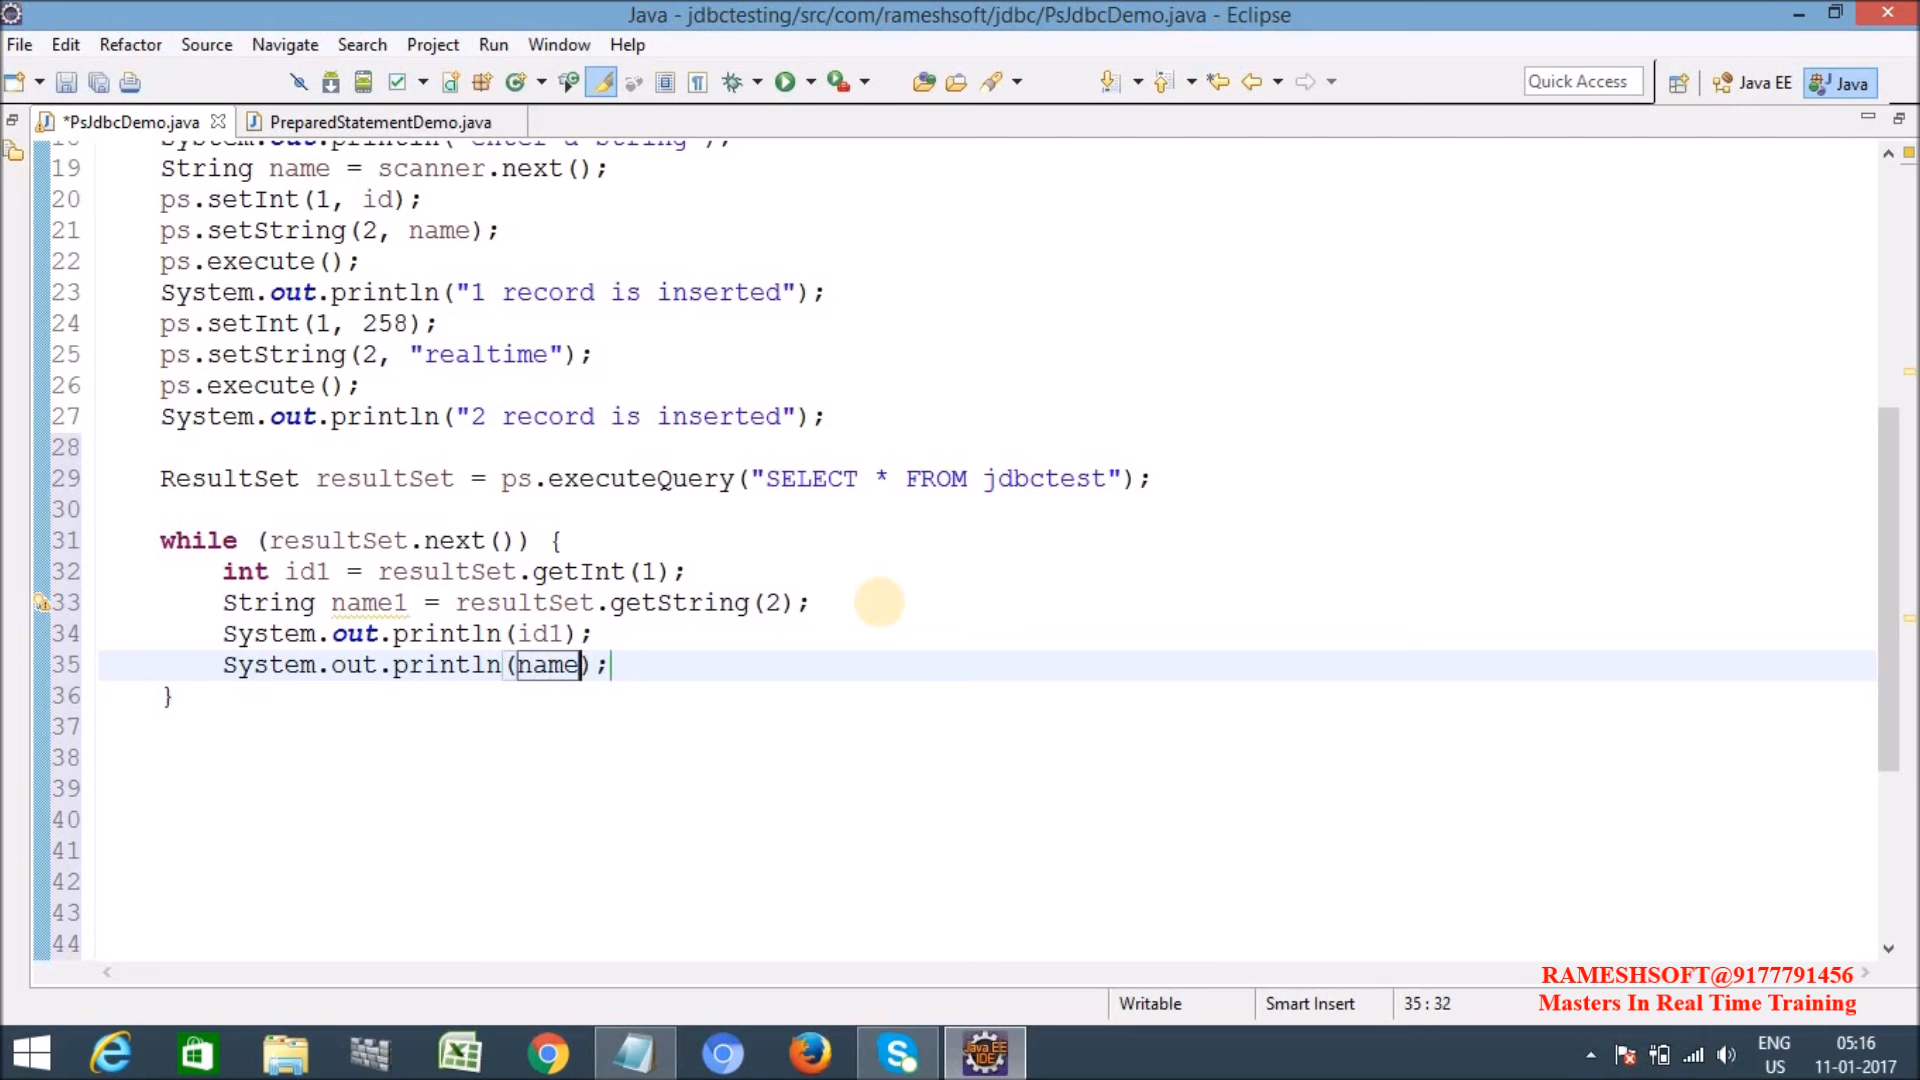 Java - jdbctesting/src/com/rameshsoft/jdbc/PsJdbcDemo.java - Eclipse
File Edit Refactor Source Navigate Search Project Run Window Help
Quick Access
Java EE
Java
*PsJdbcDemo.java
PreparedStatementDemo.java
19 String name = scanner.next();
20 ps.setInt(1, id);
21 ps.setString(2, name);
22 ps.execute();
23 System.out.println("1 record is inserted");
24 ps.setInt(1, 258);
25 ps.setString(2, "realtime");
26 ps.execute();
27 System.out.println("2 record is inserted");
28
29 ResultSet resultSet = ps.executeQuery("SELECT * FROM jdbctest");
30
31 while (resultSet.next()) {
32 int id1 = resultSet.getInt(1);
33 String name1 = resultSet.getString(2);
34 System.out.println(id1);
35 System.out.println(name);
36 }
37
38
39
40
41
42
43
44
RAMESHSOFT@9177791456
Masters In Real Time Training
Writable
Smart Insert
35 : 32
Java EE
IDE
ENG
US
05:16
11-01-2017